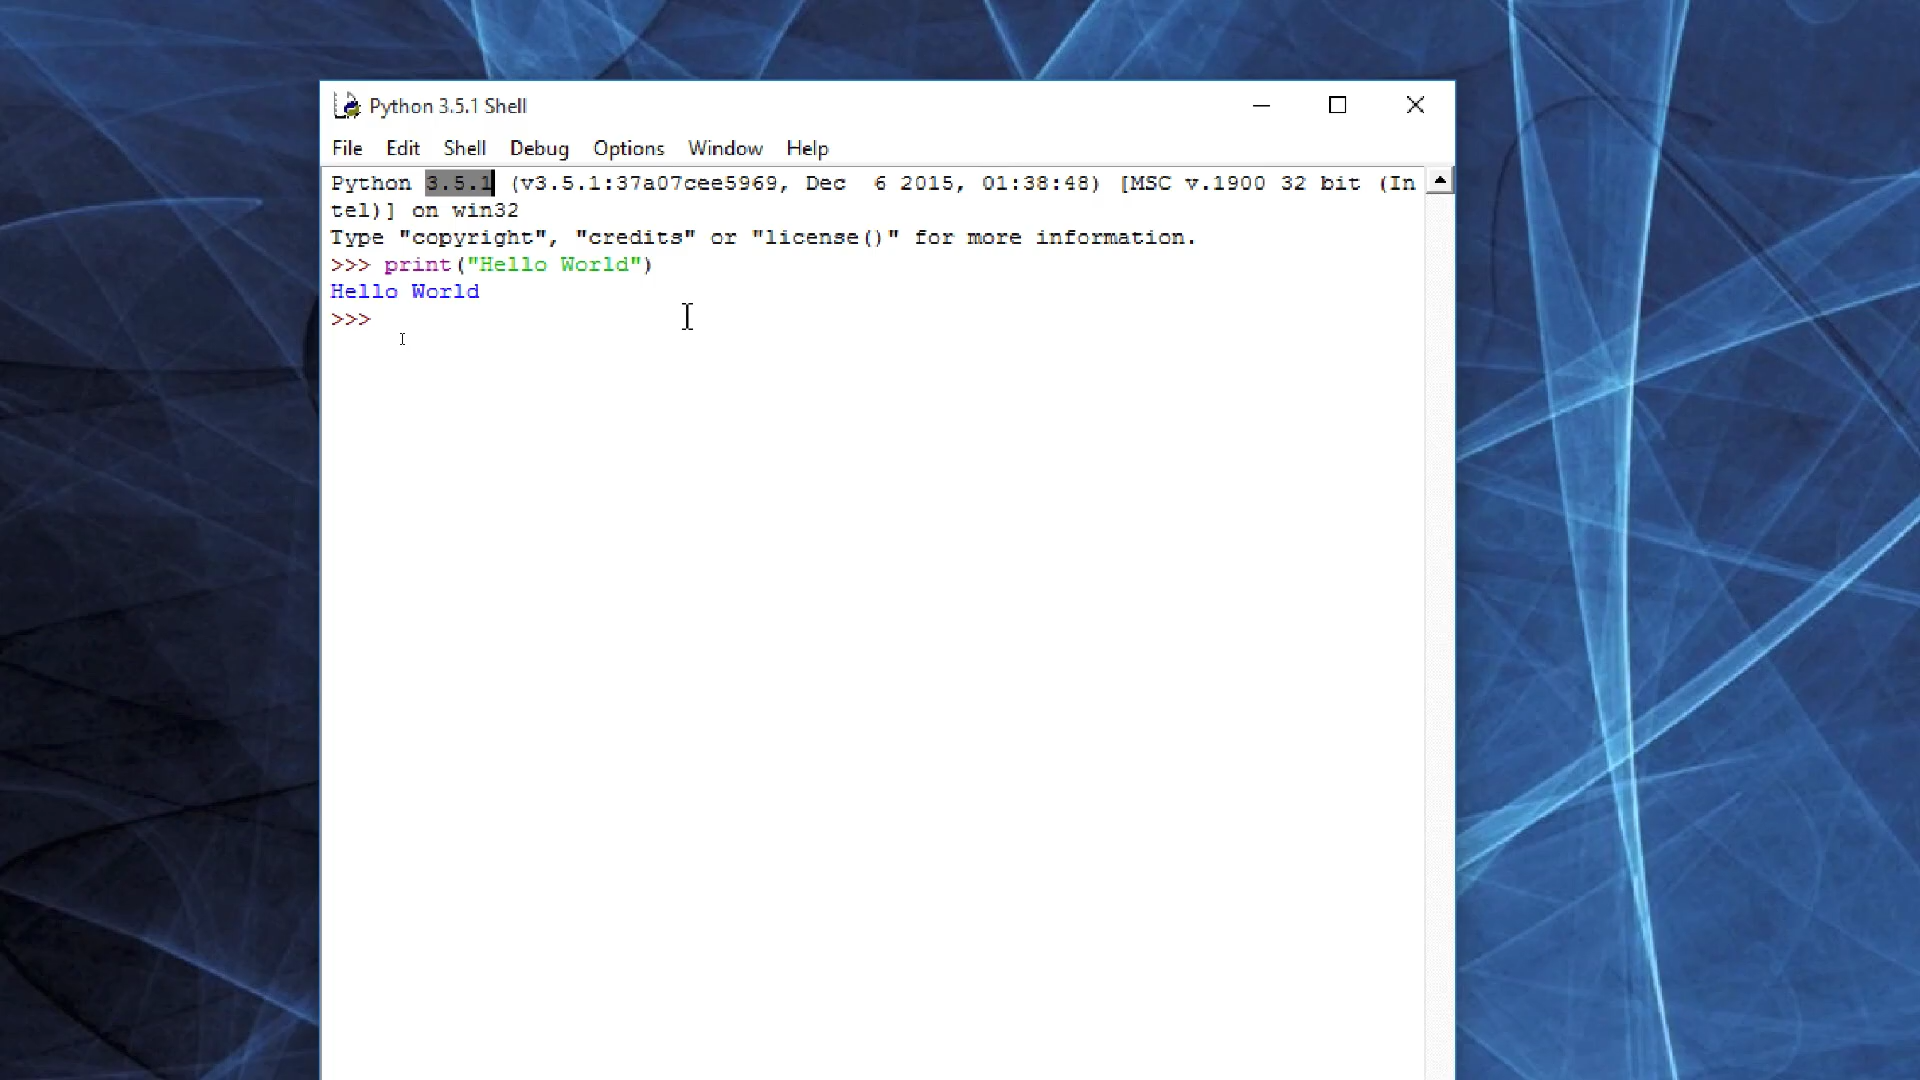 Python 3.5.1 Shell
File Edit Shell Debug Options Window Help
Python 3.5.1 (v3.5.1:37a07cee5969, Dec  6 2015, 01:38:48) [MSC v.1900 32 bit (In
tel)] on win32
Type "copyright", "credits" or "license()" for more information.
>>> print("Hello World")
Hello World
>>>